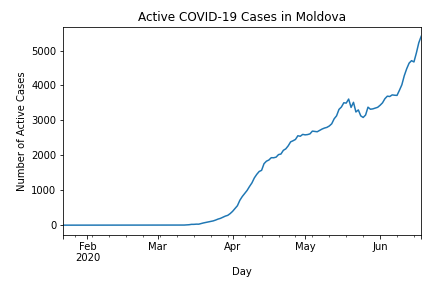 Active COVID-19 Cases in Moldova
Number of Active Cases
5000
4000
3000
2000
1000
0
Feb
2020
Mar
Apr
May
Jun
Day